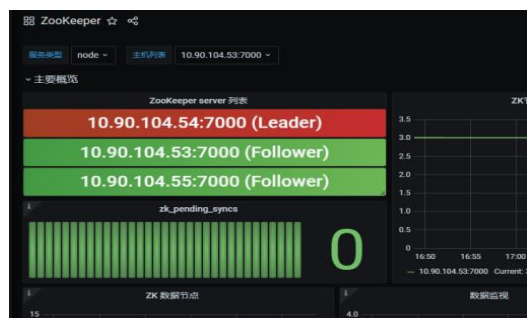 ZooKeeper
服务类型 node 主机列表 10.90.104.53:7000
主要概览
ZooKeeper server 列表
10.90.104.54:7000 (Leader)
10.90.104.53:7000 (Follower)
10.90.104.55:7000 (Follower)
zk_pending_syncs
0
ZK
3.5
3.0
2.5
2.0
1.5
1.0
0.5
0
16:50 16:55 17:00
10.90.104.53:7000 Current:
ZK 数据节点
15
数据监视
4.0